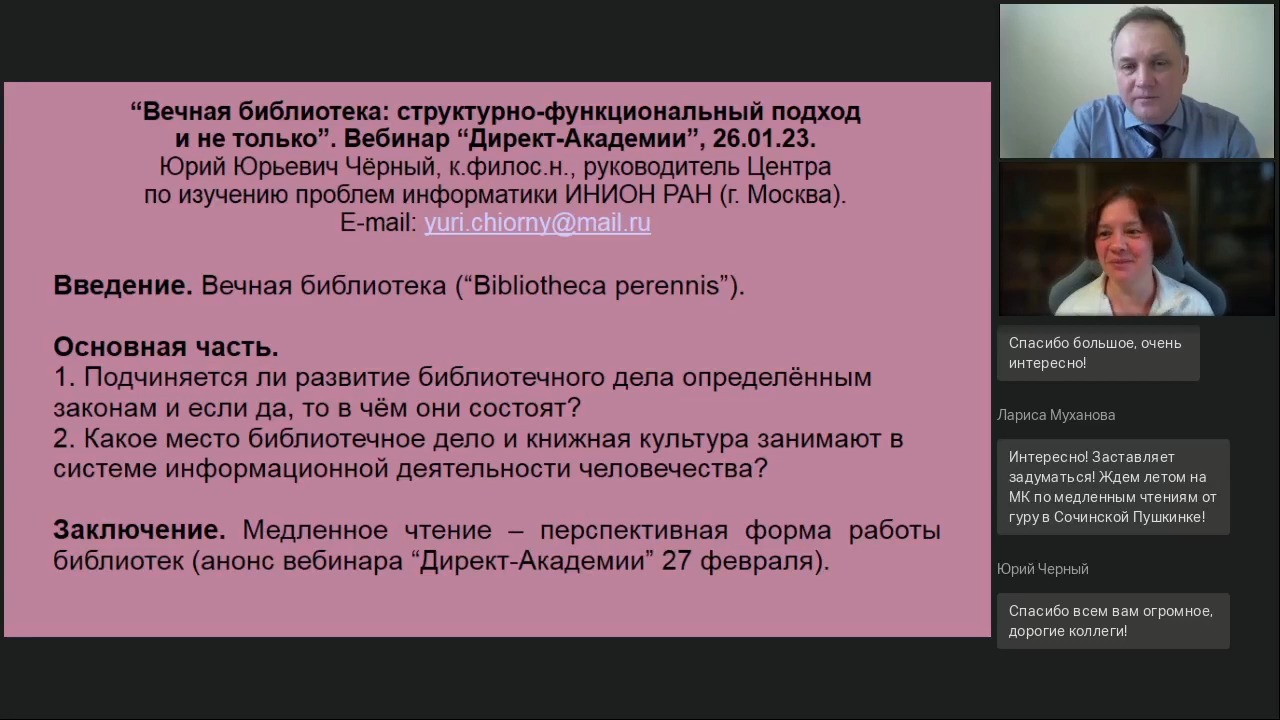 “Вечная библиотека: структурно-функциональный подход
и не только”. Вебинар “Директ-Академии”, 26.01.23.
Юрий Юрьевич Чёрный, к.филос.н., руководитель Центра
по изучению проблем информатики ИНИОН РАН (г. Москва).
E-mail: yuri.chiorny@mail.ru
Введение. Вечная библиотека (“Bibliotheca perennis”).
Основная часть.
1. Подчиняется ли развитие библиотечного дела определённым
законам и если да, то в чём они состоят?
2. Какое место библиотечное дело и книжная культура занимают в
системе информационной деятельности человечества?
Заключение. Медленное чтение – перспективная форма работы
библиотек (анонс вебинара “Директ-Академии” 27 февраля).
Спасибо большое, очень
интересно!
Лариса Муханова
Интересно! Заставляет
задуматься! Ждем летом на
МК по медленным чтениям от
гуру в Сочинской Пушкинке!
Юрий Черный
Спасибо всем вам огромное,
дорогие коллеги!